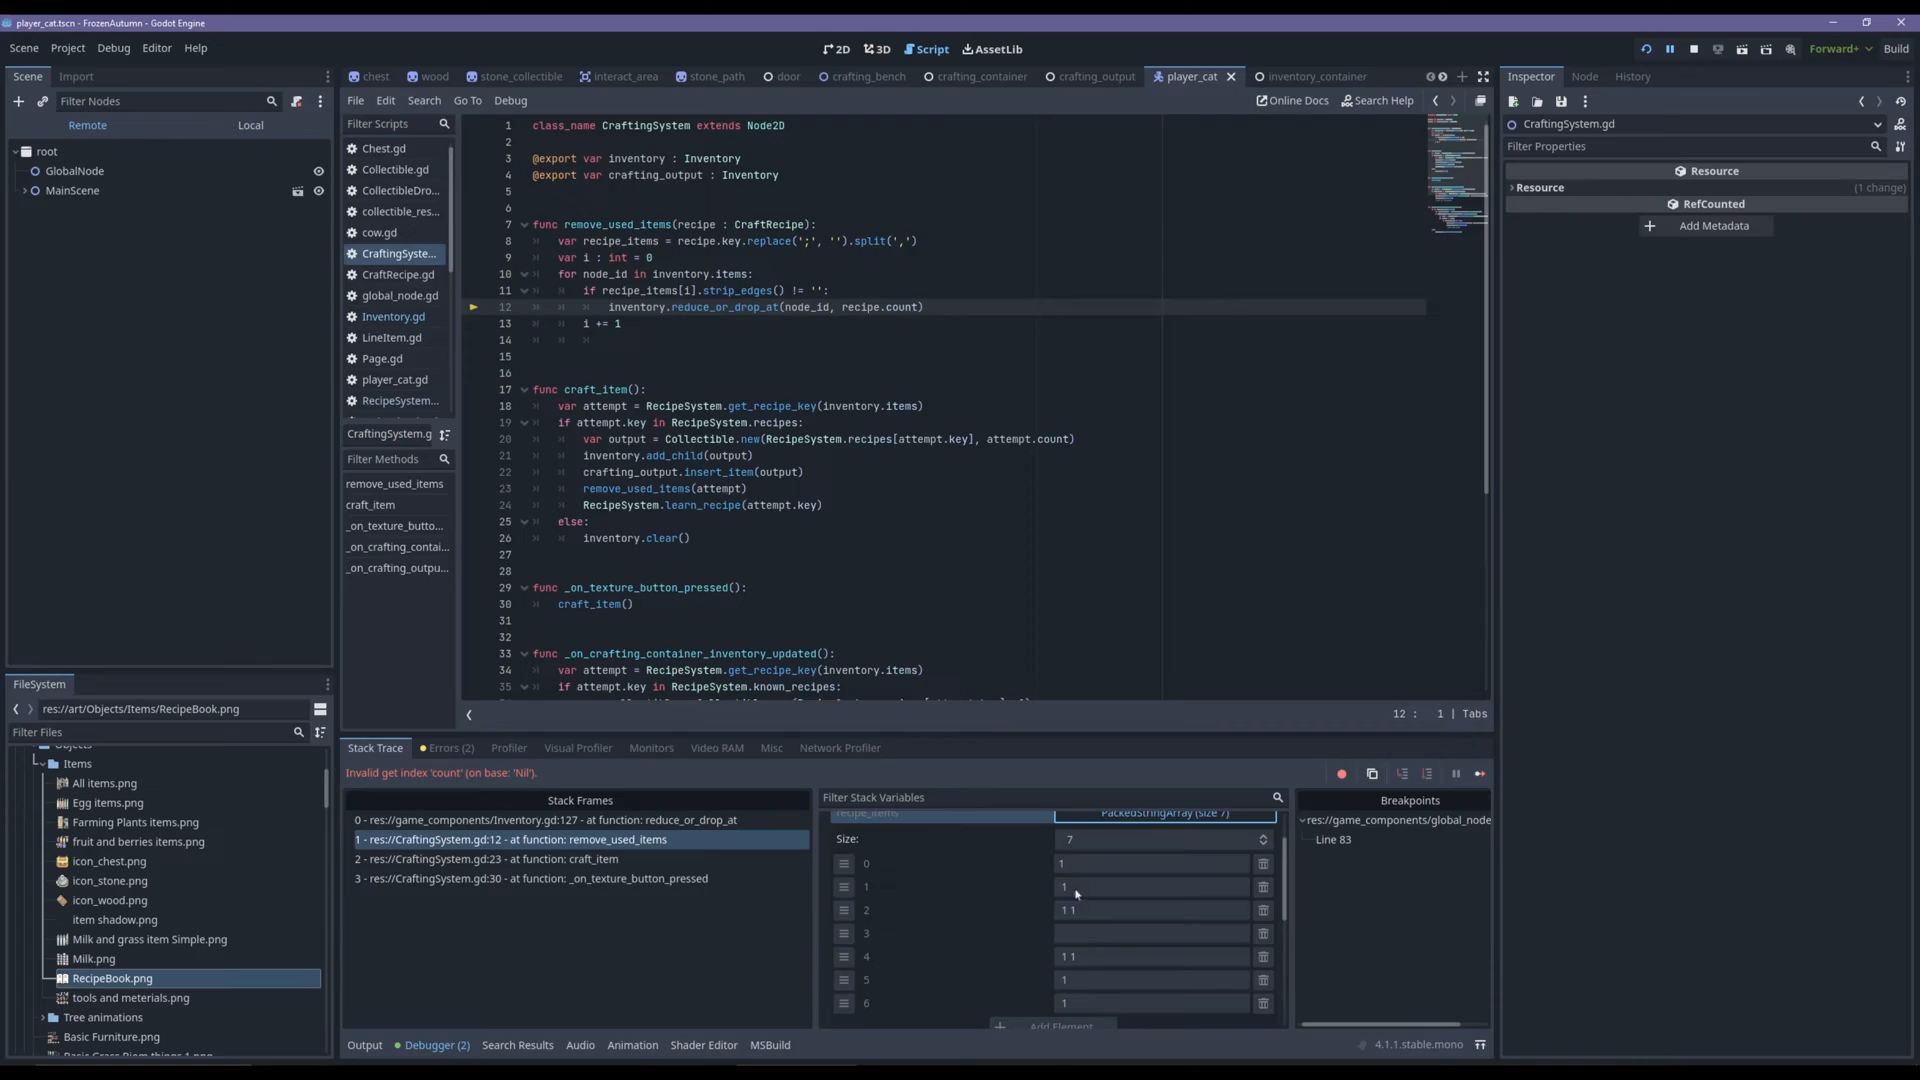 player_cat.tscn - FrozenAutumn - Godot Engine
Scene Project Debug Editor Help
2D 3D Script AssetLib
Forward+ Build
Scene Import
chest wood stone_collectible interact_area stone_path door crafting_bench crafting_container crafting_output player_cat inventory_container
Inspector Node History
Filter Nodes
File Edit Search Go To Debug
Online Docs Search Help
Remote Local
Filter Scripts
CraftingSystem.gd
Filter Properties
root
GlobalNode
MainScene
Chest.gd
Collectible.gd
CollectibleDro...
collectible_res...
cow.gd
CraftingSyste...
CraftRecipe.gd
global_node.gd
Inventory.gd
LineItem.gd
Page.gd
player_cat.gd
RecipeSystem...
CraftingSystem.g
Filter Methods
remove_used_items
craft_item
_on_texture_butto...
_on_crafting_contai...
_on_crafting_outpu...
1 class_name CraftingSystem extends Node2D
2
3 @export var inventory : Inventory
4 @export var crafting_output : Inventory
5
6
7 func remove_used_items(recipe : CraftRecipe):
8 var recipe_items = recipe.key.replace(';', '').split(',')
9 var i : int = 0
10 for node_id in inventory.items:
11 if recipe_items[i].strip_edges() != '':
12 inventory.reduce_or_drop_at(node_id, recipe.count)
13 i += 1
14
15
16
17 func craft_item():
18 var attempt = RecipeSystem.get_recipe_key(inventory.items)
19 if attempt.key in RecipeSystem.recipes:
20 var output = Collectible.new(RecipeSystem.recipes[attempt.key], attempt.count)
21 inventory.add_child(output)
22 crafting_output.insert_item(output)
23 remove_used_items(attempt)
24 RecipeSystem.learn_recipe(attempt.key)
25 else:
26 inventory.clear()
27
28
29 func _on_texture_button_pressed():
30 craft_item()
31
32
33 func _on_crafting_container_inventory_updated():
34 var attempt = RecipeSystem.get_recipe_key(inventory.items)
35 if attempt.key in RecipeSystem.known_recipes:
12 : 1 | Tabs
Resource
Resource (1 change)
RefCounted
Add Metadata
FileSystem
res://art/Objects/Items/RecipeBook.png
Filter Files
Objects
Items
All items.png
Egg items.png
Farming Plants items.png
fruit and berries items.png
icon_chest.png
icon_stone.png
icon_wood.png
item shadow.png
Milk and grass item Simple.png
Milk.png
RecipeBook.png
tools and meterials.png
Tree animations
Basic Furniture.png
Basic Grass Biom things 1.png
Stack Trace Errors (2) Profiler Visual Profiler Monitors Video RAM Misc Network Profiler
Invalid get index 'count' (on base: 'Nil').
Stack Frames
0 - res://game_components/Inventory.gd:127 - at function: reduce_or_drop_at
1 - res://CraftingSystem.gd:12 - at function: remove_used_items
2 - res://CraftingSystem.gd:23 - at function: craft_item
3 - res://CraftingSystem.gd:30 - at function: _on_texture_button_pressed
Filter Stack Variables
recipe_items PackedStringArray (size 7)
Size: 7
0 1
1 1
2 1 1
3
4 1 1
5 1
6 1
Add Element
Breakpoints
res://game_components/global_node
Line 83
Output Debugger (2) Search Results Audio Animation Shader Editor MSBuild
4.1.1.stable.mono